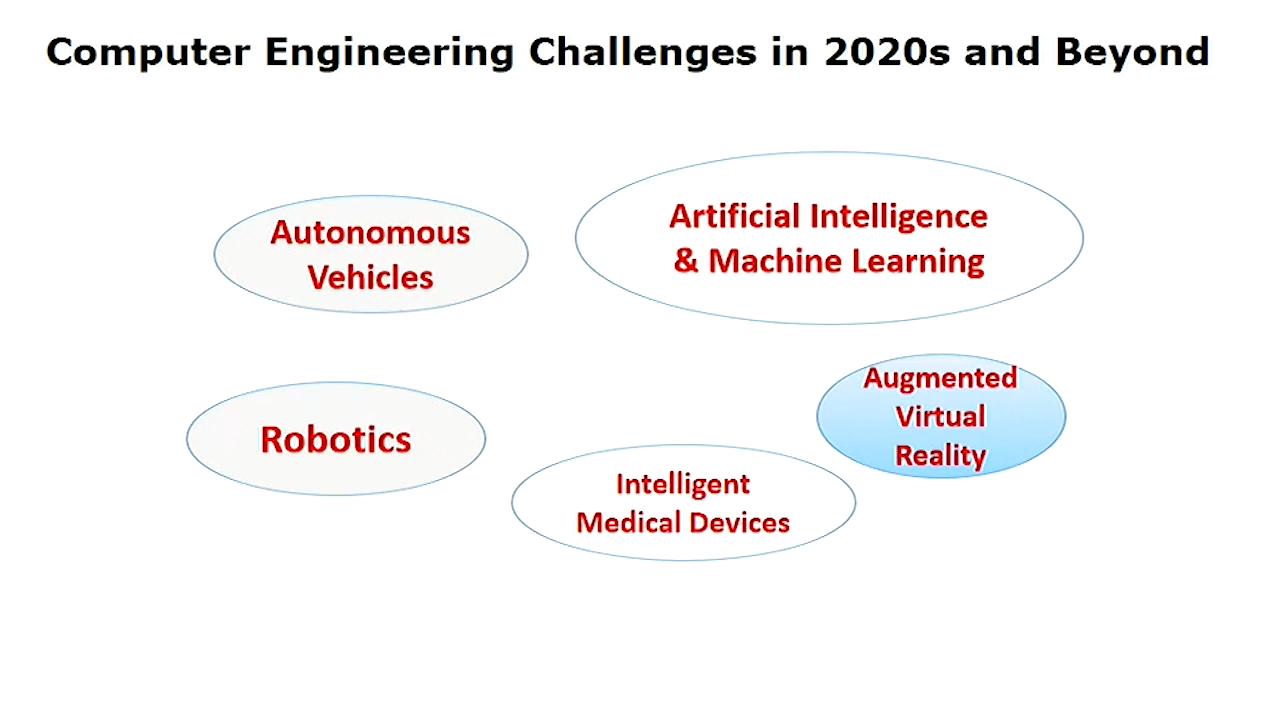 Computer Engineering Challenges in 2020s and Beyond
Autonomous
Vehicles
Artificial Intelligence
& Machine Learning
Robotics
Intelligent
Medical Devices
Augmented
Virtual
Reality